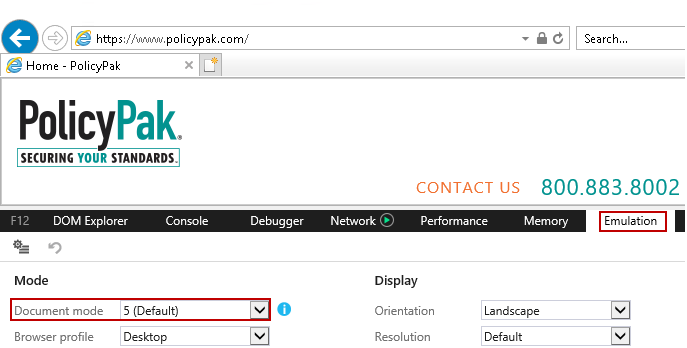 https://www.policypak.com/
Search...
Home - PolicyPak
PolicyPak
SECURING YOUR STANDARDS.
CONTACT US 800.883.8002
F12 DOM Explorer Console Debugger Network Performance Memory Emulation
Mode Display
Document mode 5 (Default) Orientation Landscape
Browser profile Desktop Resolution Default